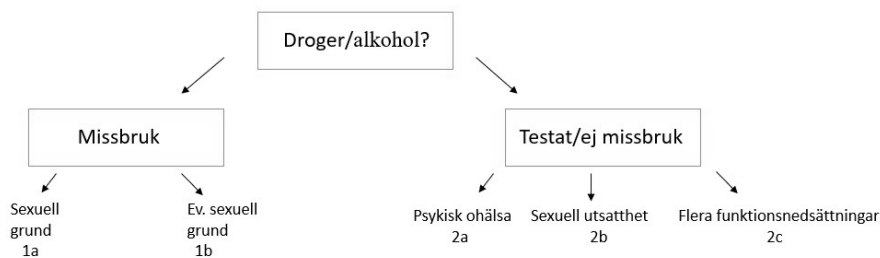 Droger/alkohol?
Missbruk
Testat/ej missbruk
Sexuell
grund
1a
Ev. sexuell
grund
1b
Psykisk ohälsa
2a
Sexuell utsatthet
2b
Flera funktionsnedsättningar
2c